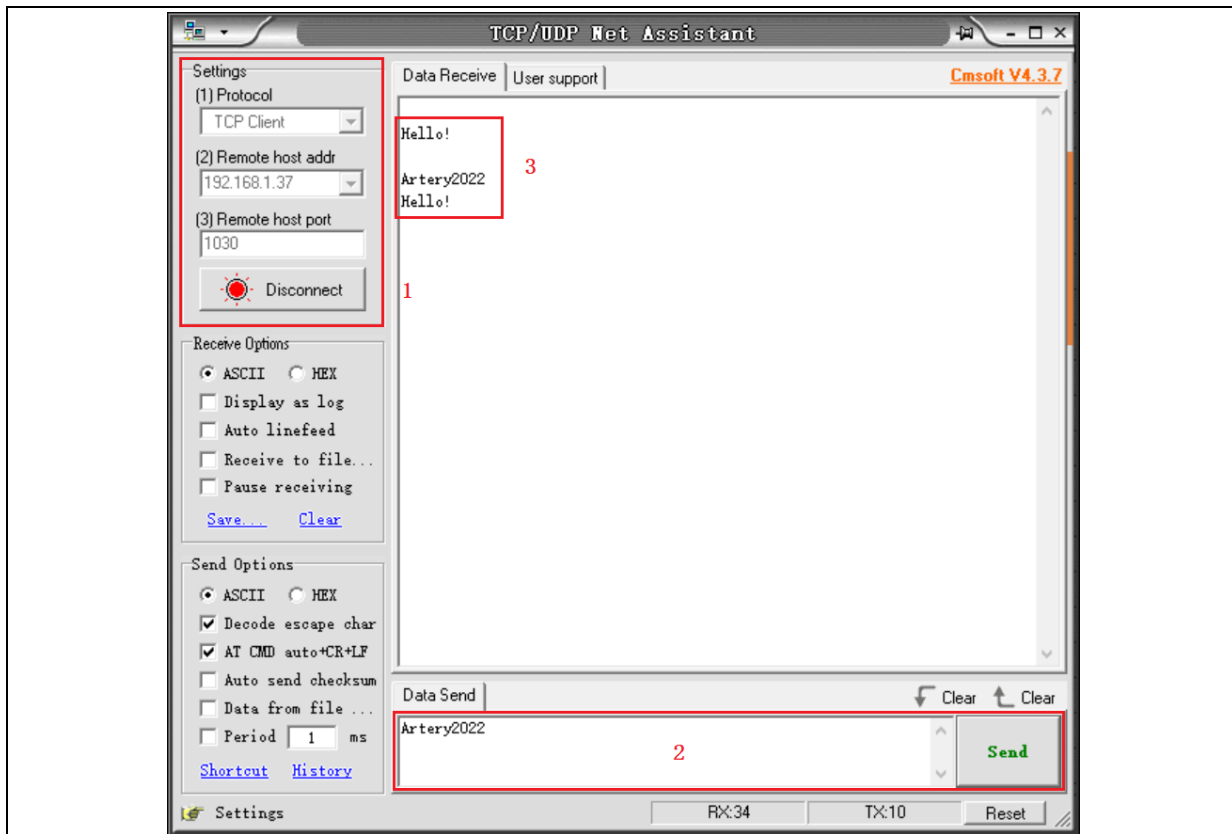 TCP/UDP Net Assistant
Settings
(1) Protocol
TCP Client
(2) Remote host addr
192.168.1.37
(3) Remote host port
1030
Disconnect
1
Receive Options
ASCII HEX
Display as log
Auto linefeed
Receive to file...
Pause receiving
Save... Clear
Send Options
ASCII HEX
Decode escape char
AT CMD auto+CR+LF
Auto send checksum
Data from file ...
Period 1 ms
Shortcut History
Data Receive User support Cmsoft V4.3.7
Hello!
3
Artery2022
Hello!
Data Send Clear Clear
Artery2022
2
Send
Settings RX:34 TX:10 Reset